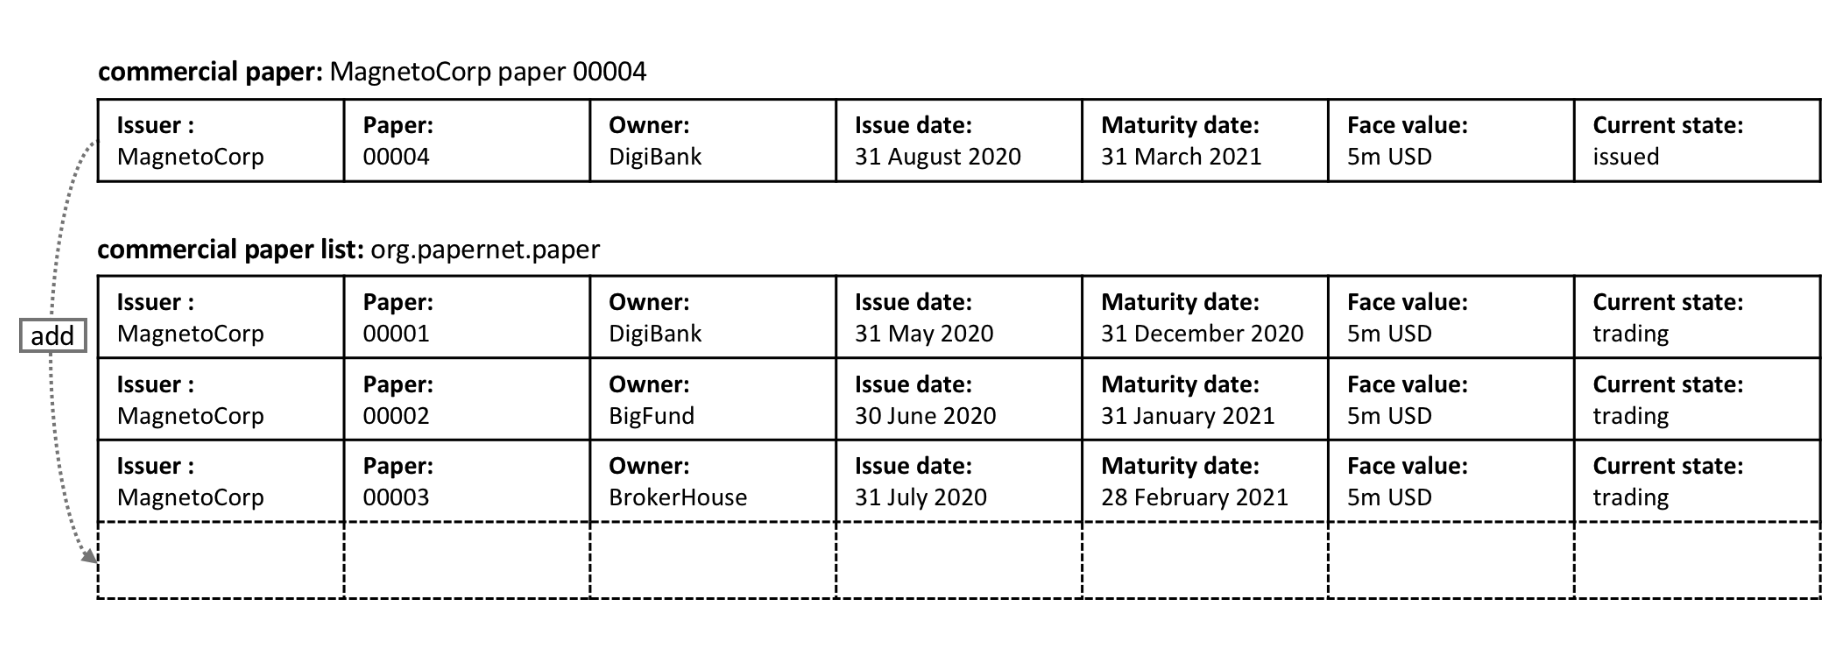 commercial paper: MagnetoCorp paper 00004
Issuer : Paper: Owner: Issue date: Maturity date: Face value: Current state:
MagnetoCorp 00004 DigiBank 31 August 2020 31 March 2021 5m USD issued
commercial paper list: org.papernet.paper
Issuer : Paper: Owner: Issue date: Maturity date: Face value: Current state:
add MagnetoCorp 00001 DigiBank 31 May 2020 31 December 2020 5m USD trading
Issuer : Paper: Owner: Issue date: Maturity date: Face value: Current state:
MagnetoCorp 00002 BigFund 30 June 2020 31 January 2021 5m USD trading
Issuer : Paper: Owner: Issue date: Maturity date: Face value: Current state:
MagnetoCorp 00003 BrokerHouse 31 July 2020 28 February 2021 5m USD trading